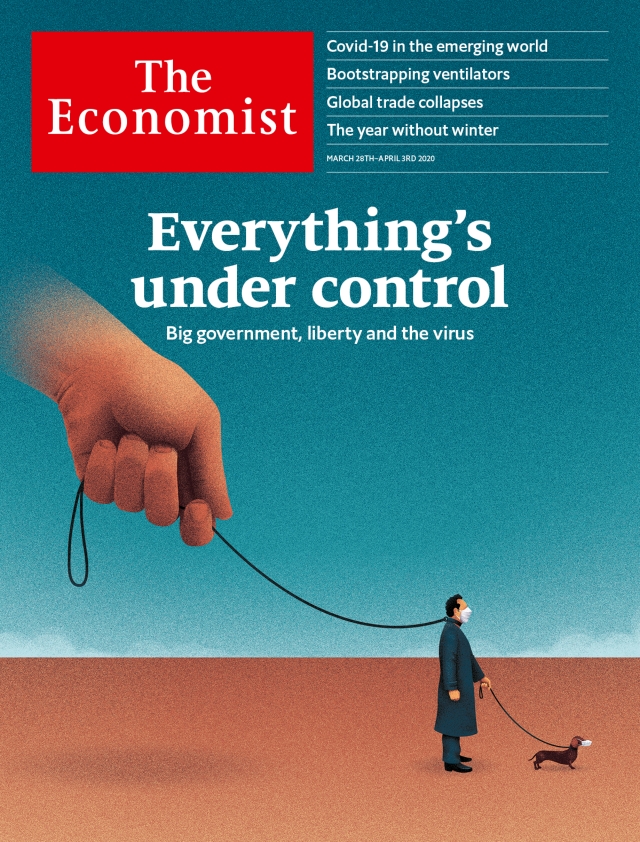 The
Economist
Covid-19 in the emerging world
Bootstrapping ventilators
Global trade collapses
The year without winter
MARCH 28TH–APRIL 3RD 2020
Everything's
under control
Big government, liberty and the virus